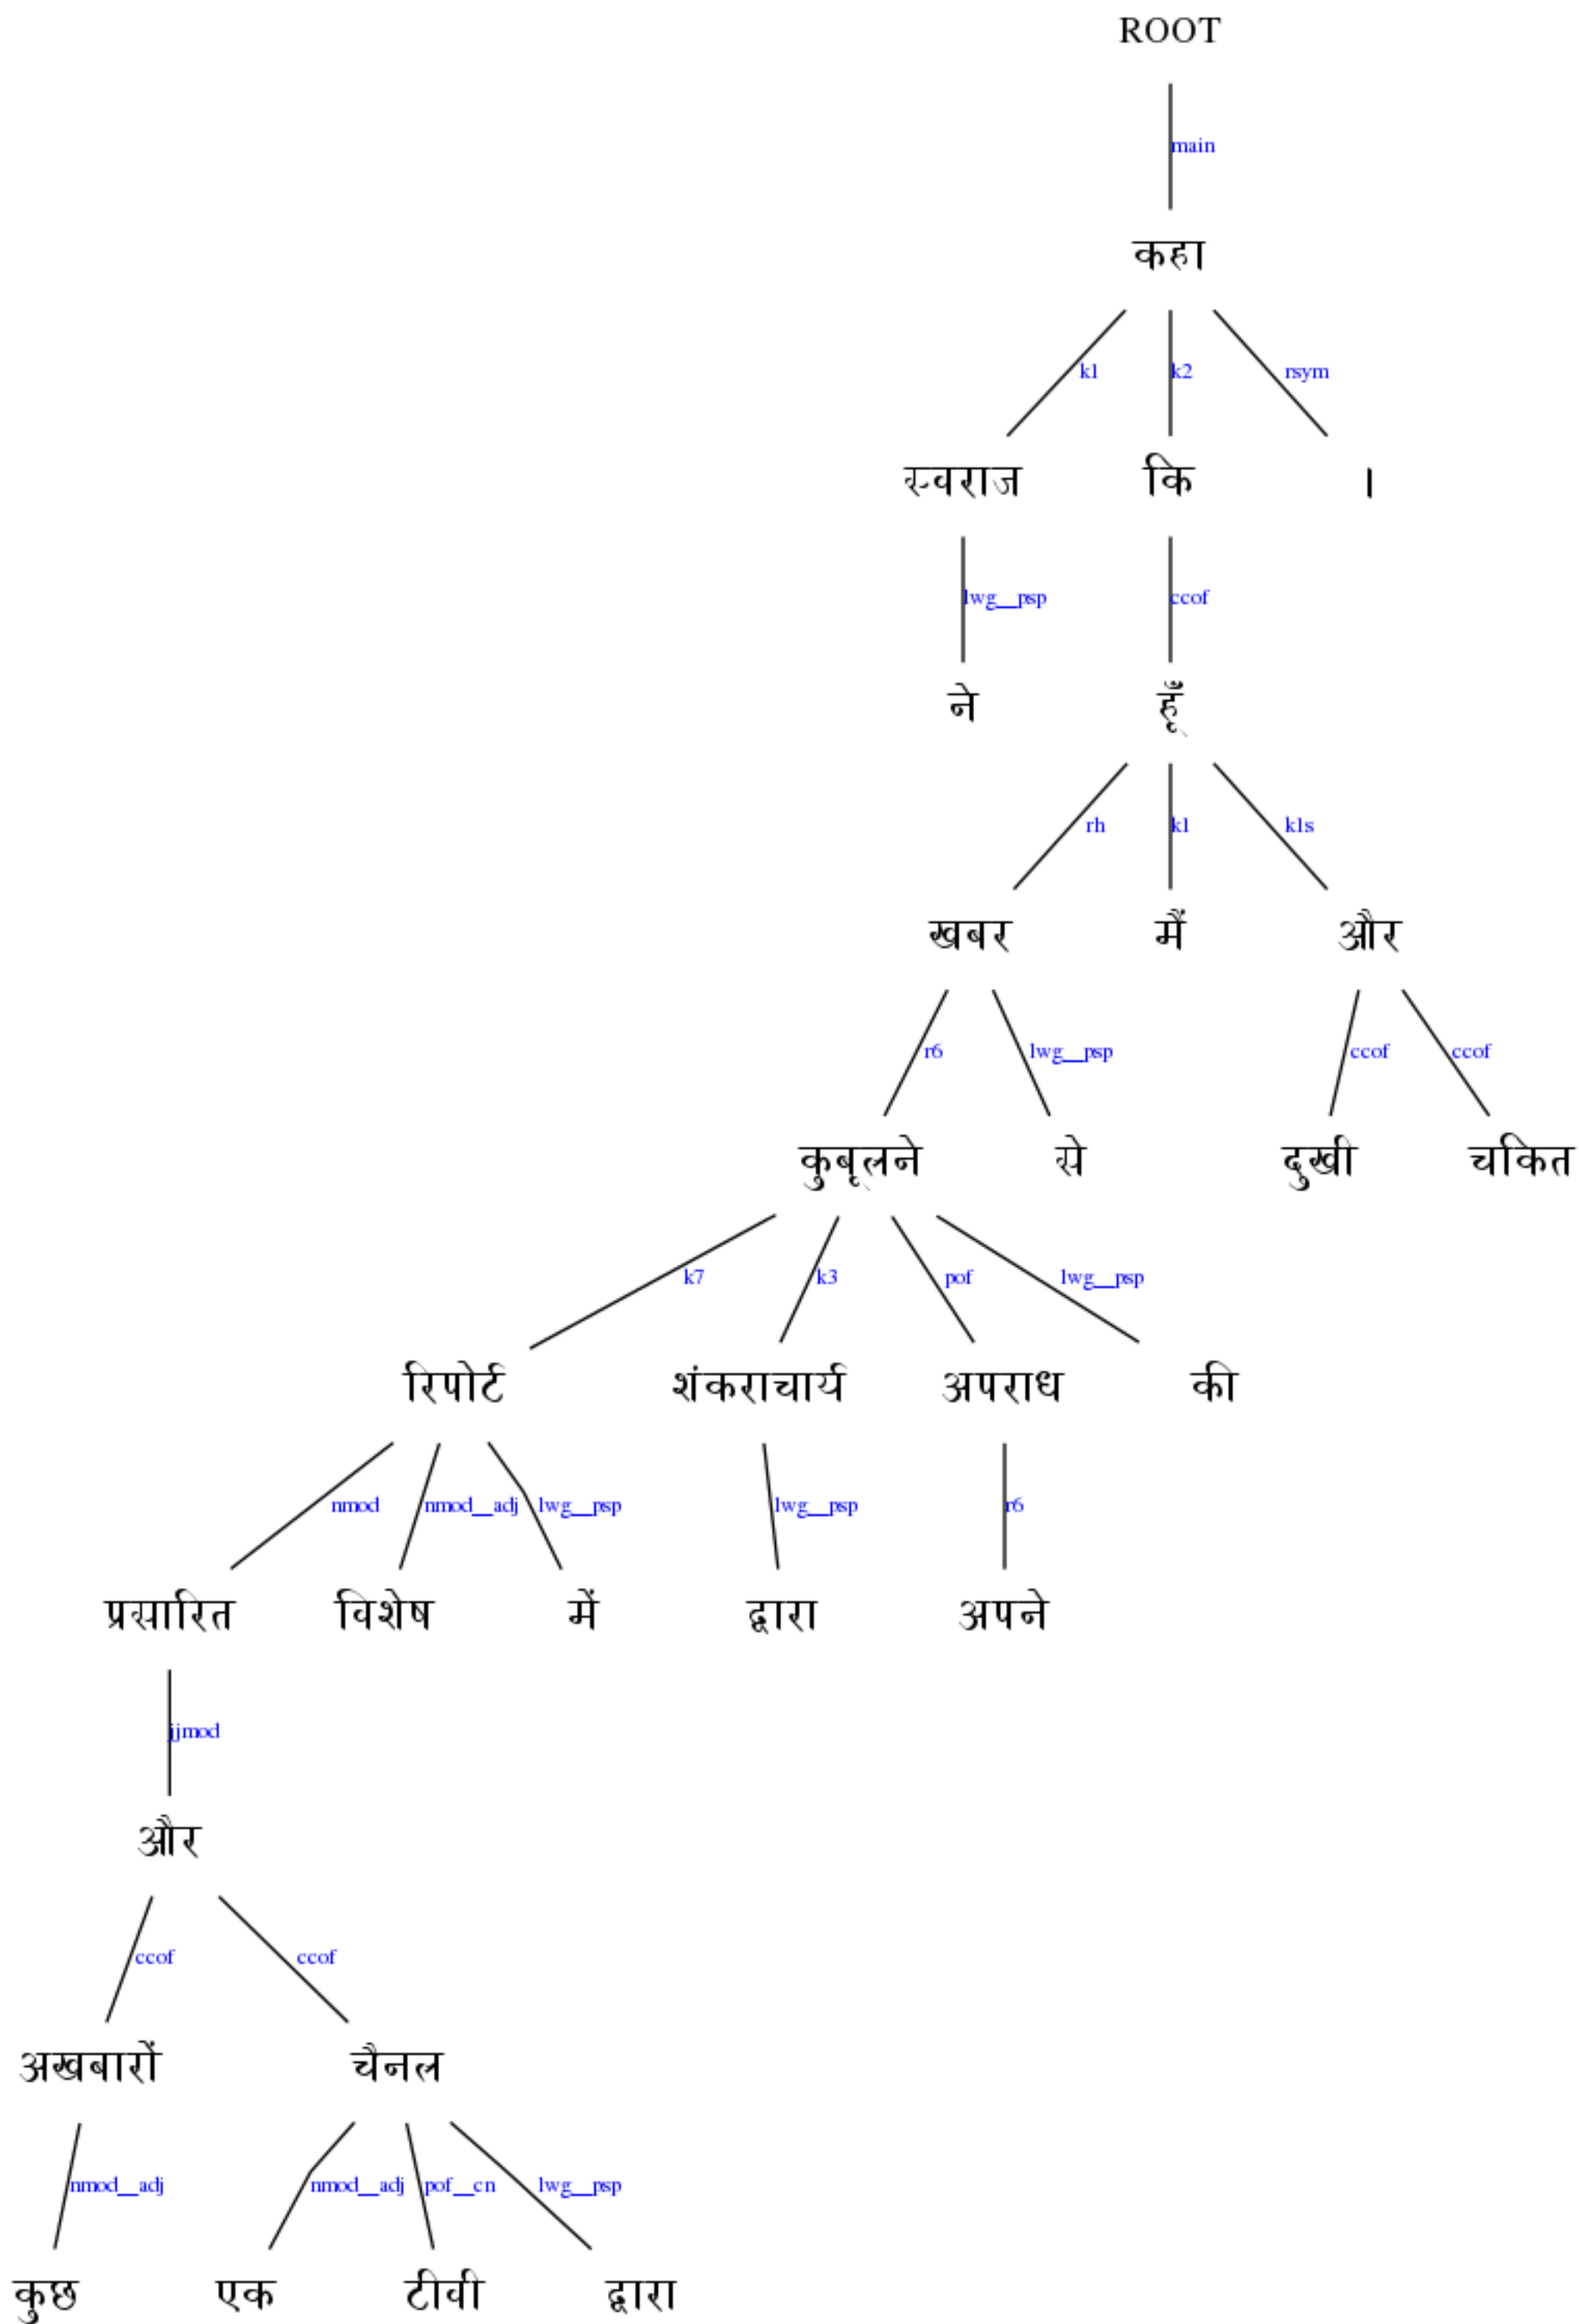 ROOT
main
कहा
k1 k2 rsym
स्वराज कि ।
lwg__psp ccof
ने हूँ
rh k1 k1s
खबर मैं और
r6 lwg__psp ccof ccof
कुबूलने से दुखी चकित
k7 k3 pof lwg__psp
रिपोर्ट शंकराचार्य अपराध की
nmod nmod__adj lwg__psp lwg__psp r6
प्रसारित विशेष में द्वारा अपने
jjmod
और
ccof ccof
अखबारों चैनल
nmod__adj nmod__adj pof__cn lwg__psp
कुछ एक टीवी द्वारा